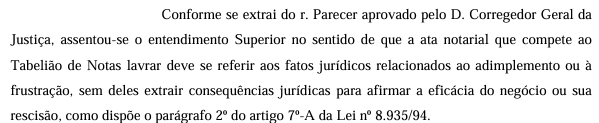 Conforme se extrai do r. Parecer aprovado pelo D. Corregedor Geral da
Justiça, assentou-se o entendimento Superior no sentido de que a ata notarial que compete ao
Tabelião de Notas lavrar deve se referir aos fatos jurídicos relacionados ao adimplemento ou à
frustração, sem deles extrair consequências jurídicas para afirmar a eficácia do negócio ou sua
rescisão, como dispõe o parágrafo 2º do artigo 7º-A da Lei nº 8.935/94.